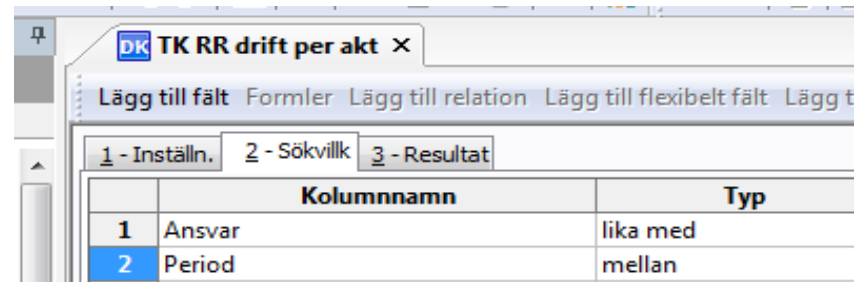 DK TK RR drift per akt ×
Lägg till fält Formler Lägg till relation Lägg till flexibelt fält Lägg t
1 - Inställn. 2 - Sökvillk 3 - Resultat
Kolumnnamn Typ
1 Ansvar lika med
2 Period mellan